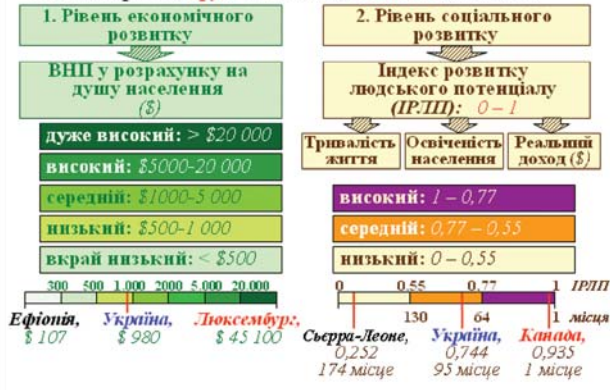 1. Рівень економічного
розвитку
ВНП у розрахунку на
душу населення
($)
дуже високий: > $20 000
високий: $5000-20 000
середній: $1000-5 000
низький: $500-1 000
вкрай низький: < $500
300 500 1.000 2000 5.000 20.000
Ефіопія, Україна, Люксембург,
$ 107 $ 980 $ 45 100
2. Рівень соціального
розвитку
Індекс розвитку
людського потенціалу
(ІРЛП): 0 – 1
Тривалість
життя
Освіченість
населення
Реальний
доход ($)
високий: 1 – 0,77
середній: 0,77 – 0,55
низький: 0 – 0,55
0 0,55 0,77 1 ІРЛП
130 64 1 місця
Сьєрра-Леоне, Україна, Канада,
0,252 0,744 0,935
174 місце 95 місце 1 місце